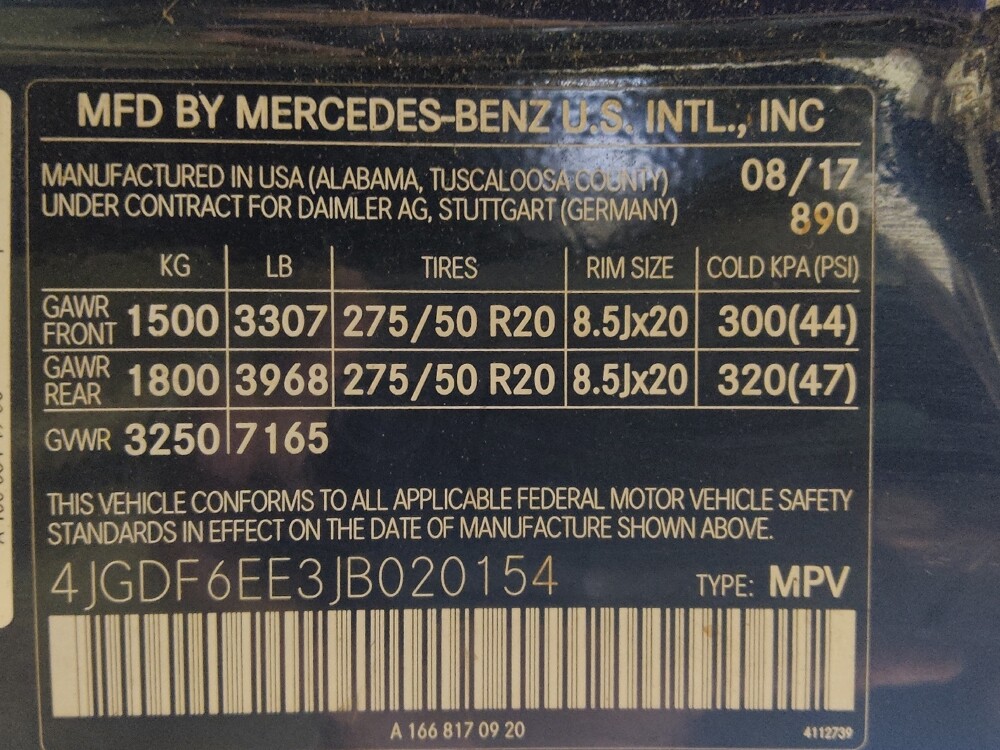 MFD BY MERCEDES-BENZ U.S. INTL., INC
MANUFACTURED IN USA (ALABAMA, TUSCALOOSA COUNTY) 08/17
UNDER CONTRACT FOR DAIMLER AG, STUTTGART (GERMANY) 890
KG LB TIRES RIM SIZE COLD KPA (PSI)
GAWR FRONT 1500 3307 275/50 R20 8.5Jx20 300(44)
GAWR REAR 1800 3968 275/50 R20 8.5Jx20 320(47)
GVWR 3250 7165
THIS VEHICLE CONFORMS TO ALL APPLICABLE FEDERAL MOTOR VEHICLE SAFETY
STANDARDS IN EFFECT ON THE DATE OF MANUFACTURE SHOWN ABOVE.
4JGDF6EE3JB020154 TYPE: MPV
A 166 817 09 20 4112739